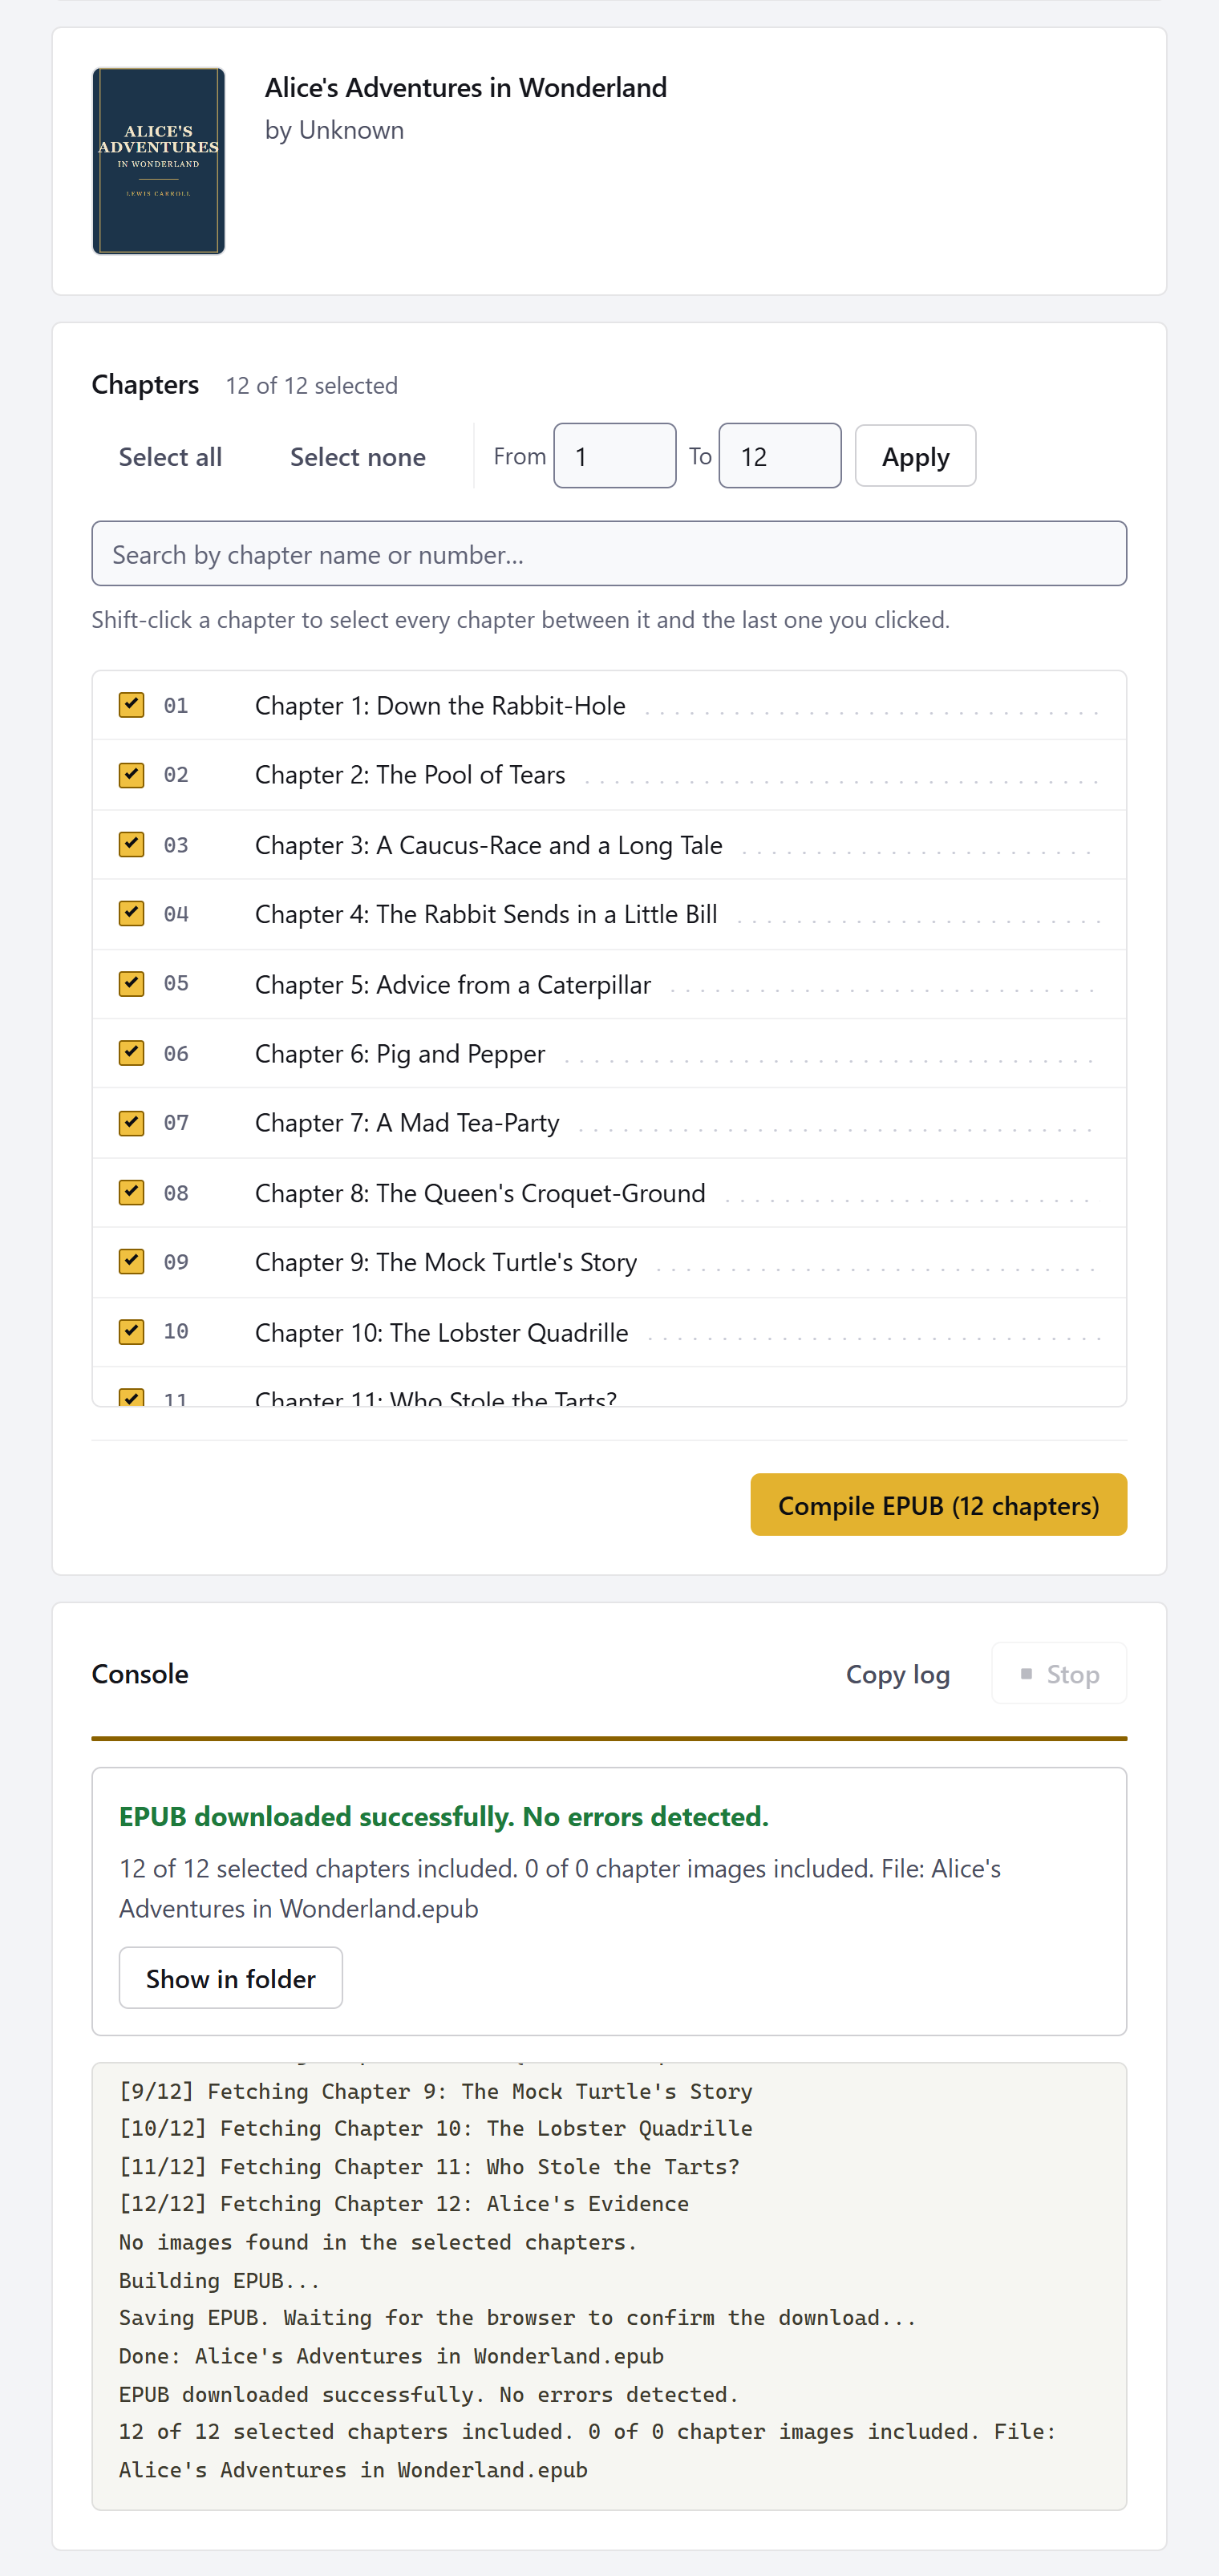 ALICE'S
ADVENTURES
IN WONDERLAND
LEWIS CARROLL
Alice's Adventures in Wonderland
by Unknown
Chapters 12 of 12 selected
Select all Select none From 1 To 12 Apply
Search by chapter name or number...
Shift-click a chapter to select every chapter between it and the last one you clicked.
01 Chapter 1: Down the Rabbit-Hole
02 Chapter 2: The Pool of Tears
03 Chapter 3: A Caucus-Race and a Long Tale
04 Chapter 4: The Rabbit Sends in a Little Bill
05 Chapter 5: Advice from a Caterpillar
06 Chapter 6: Pig and Pepper
07 Chapter 7: A Mad Tea-Party
08 Chapter 8: The Queen's Croquet-Ground
09 Chapter 9: The Mock Turtle's Story
10 Chapter 10: The Lobster Quadrille
11 Chapter 11: Who Stole the Tarts?
Compile EPUB (12 chapters)
Console Copy log Stop
EPUB downloaded successfully. No errors detected.
12 of 12 selected chapters included. 0 of 0 chapter images included. File: Alice's
Adventures in Wonderland.epub
Show in folder
[9/12] Fetching Chapter 9: The Mock Turtle's Story
[10/12] Fetching Chapter 10: The Lobster Quadrille
[11/12] Fetching Chapter 11: Who Stole the Tarts?
[12/12] Fetching Chapter 12: Alice's Evidence
No images found in the selected chapters.
Building EPUB...
Saving EPUB. Waiting for the browser to confirm the download...
Done: Alice's Adventures in Wonderland.epub
EPUB downloaded successfully. No errors detected.
12 of 12 selected chapters included. 0 of 0 chapter images included. File:
Alice's Adventures in Wonderland.epub